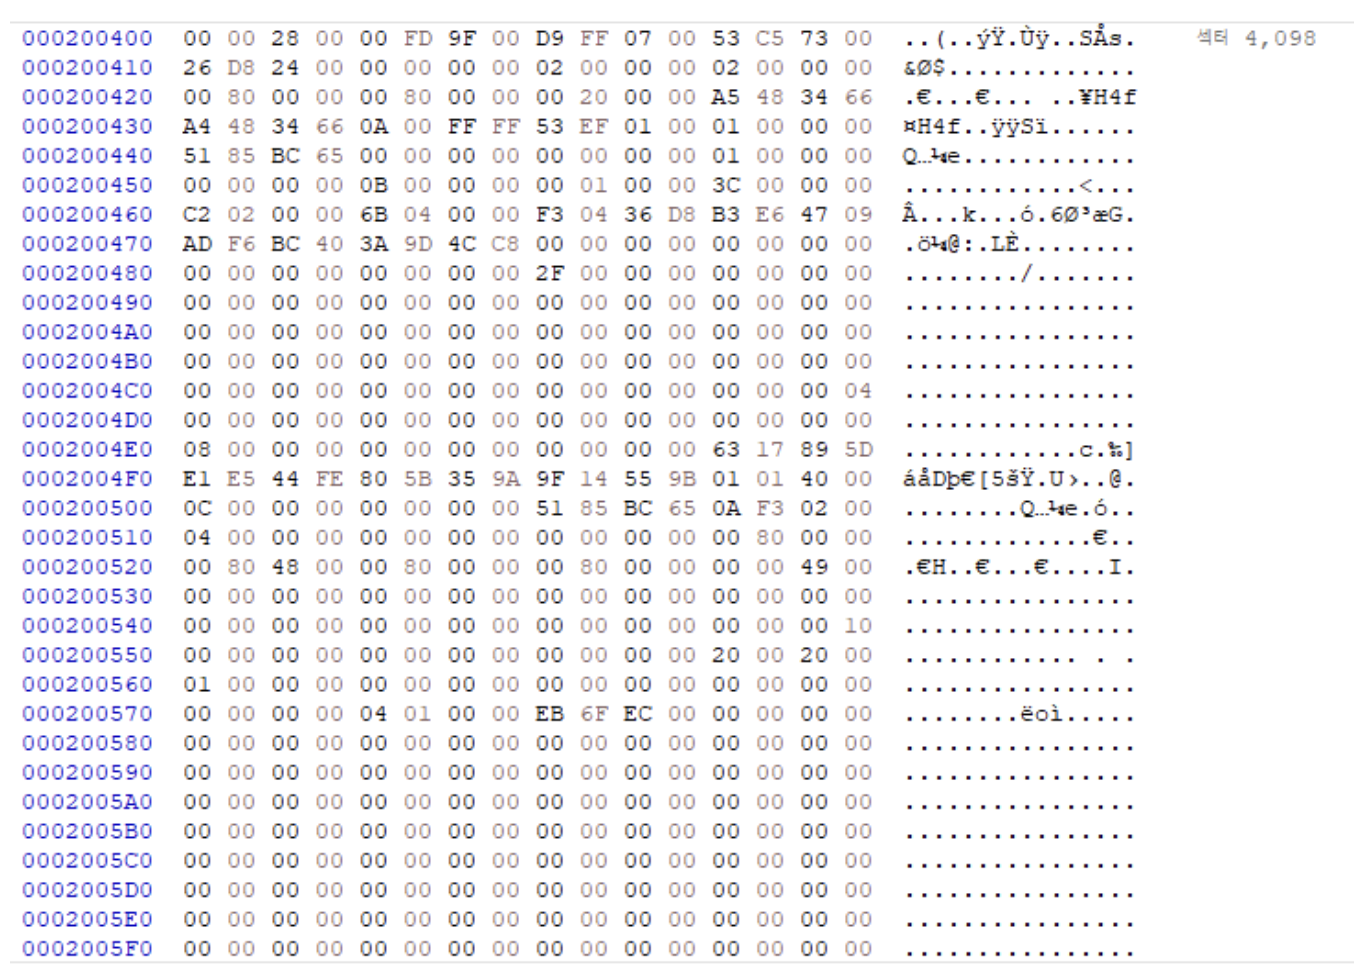 000200400 00 00 28 00 00 FD 9F 00 D9 FF 07 00 53 C5 73 00 ..(..ýŸ.Ùÿ..SÅs. 섹터 4,098
000200410 26 D8 24 00 00 00 00 00 02 00 00 00 02 00 00 00 &Ø$.............
000200420 00 80 00 00 00 80 00 00 00 20 00 00 A5 48 34 66 .€...€... ..¥H4f
000200430 A4 48 34 66 0A 00 FF FF 53 EF 01 00 01 00 00 00 ¤H4f..ÿÿSï......
000200440 51 85 BC 65 00 00 00 00 00 00 00 00 01 00 00 00 Q…¼e............
000200450 00 00 00 00 0B 00 00 00 00 01 00 00 3C 00 00 00 ............<...
000200460 C2 02 00 00 6B 04 00 00 F3 04 36 D8 B3 E6 47 09 Â...k...ó.6Ø³æG.
000200470 AD F6 BC 40 3A 9D 4C C8 00 00 00 00 00 00 00 00 .ö¼@:.LÈ........
000200480 00 00 00 00 00 00 00 00 2F 00 00 00 00 00 00 00 ......../.......
000200490 00 00 00 00 00 00 00 00 00 00 00 00 00 00 00 00 ................
0002004A0 00 00 00 00 00 00 00 00 00 00 00 00 00 00 00 00 ................
0002004B0 00 00 00 00 00 00 00 00 00 00 00 00 00 00 00 00 ................
0002004C0 00 00 00 00 00 00 00 00 00 00 00 00 00 00 00 04 ................
0002004D0 00 00 00 00 00 00 00 00 00 00 00 00 00 00 00 00 ................
0002004E0 08 00 00 00 00 00 00 00 00 00 00 00 63 17 89 5D ............c.‰]
0002004F0 E1 E5 44 FE 80 5B 35 9A 9F 14 55 9B 01 01 40 00 áåDþ€[5šŸ.U›..@.
000200500 0C 00 00 00 00 00 00 00 51 85 BC 65 0A F3 02 00 ........Q…¼e.ó..
000200510 04 00 00 00 00 00 00 00 00 00 00 00 00 80 00 00 .............€..
000200520 00 80 48 00 00 80 00 00 00 80 00 00 00 00 49 00 .€H..€...€....I.
000200530 00 00 00 00 00 00 00 00 00 00 00 00 00 00 00 00 ................
000200540 00 00 00 00 00 00 00 00 00 00 00 00 00 00 00 10 ................
000200550 00 00 00 00 00 00 00 00 00 00 00 00 20 00 20 00 ............ . .
000200560 01 00 00 00 00 00 00 00 00 00 00 00 00 00 00 00 ................
000200570 00 00 00 00 04 01 00 00 EB 6F EC 00 00 00 00 00 ........ëoì.....
000200580 00 00 00 00 00 00 00 00 00 00 00 00 00 00 00 00 ................
000200590 00 00 00 00 00 00 00 00 00 00 00 00 00 00 00 00 ................
0002005A0 00 00 00 00 00 00 00 00 00 00 00 00 00 00 00 00 ................
0002005B0 00 00 00 00 00 00 00 00 00 00 00 00 00 00 00 00 ................
0002005C0 00 00 00 00 00 00 00 00 00 00 00 00 00 00 00 00 ................
0002005D0 00 00 00 00 00 00 00 00 00 00 00 00 00 00 00 00 ................
0002005E0 00 00 00 00 00 00 00 00 00 00 00 00 00 00 00 00 ................
0002005F0 00 00 00 00 00 00 00 00 00 00 00 00 00 00 00 00 ................